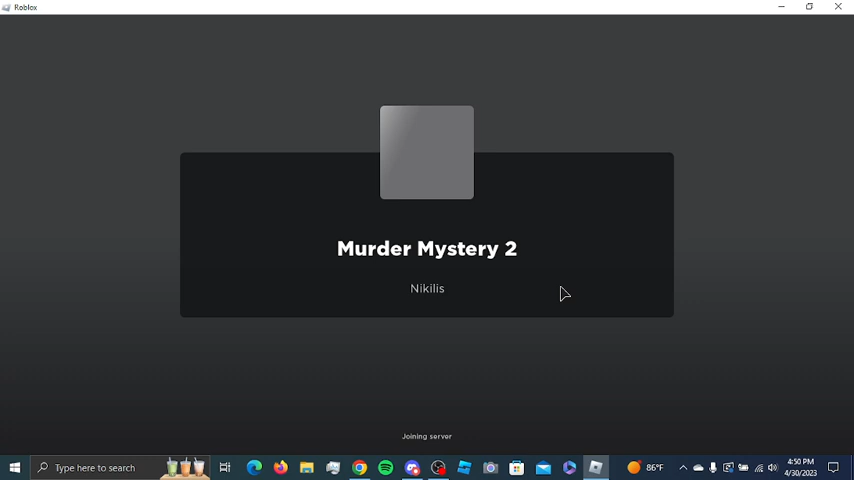 Roblox
Murder Mystery 2
Nikilis
Joining server
Type here to search
86°F
4:50 PM
4/30/2023